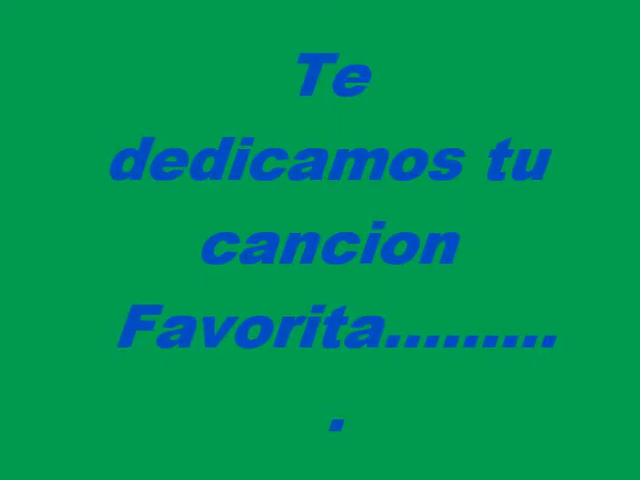 Te
dedicamos tu
cancion
Favorita.........
.